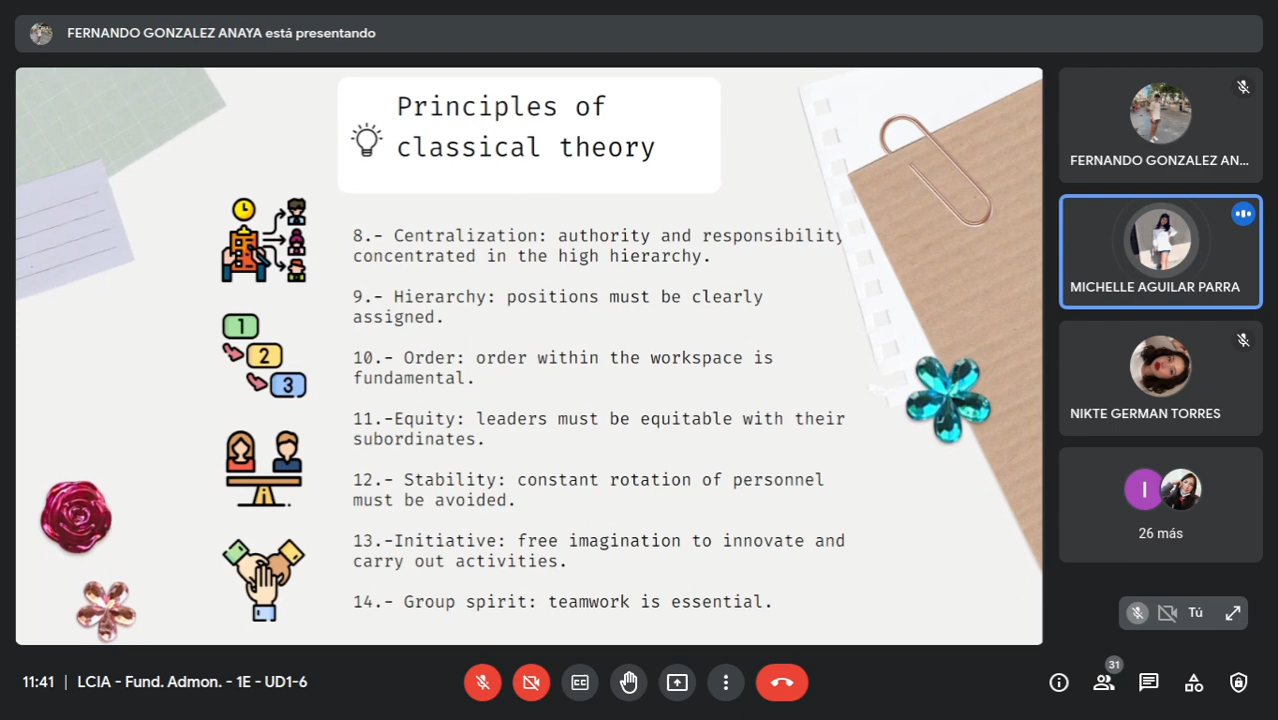 FERNANDO GONZALEZ ANAYA está presentando
Principles of
classical theory
8.- Centralization: authority and responsibility
concentrated in the high hierarchy.
9.- Hierarchy: positions must be clearly
assigned.
10.- Order: order within the workspace is
fundamental.
11.-Equity: leaders must be equitable with their
subordinates.
12.- Stability: constant rotation of personnel
must be avoided.
13.-Initiative: free imagination to innovate and
carry out activities.
14.- Group spirit: teamwork is essential.
1
2
3
FERNANDO GONZALEZ AN...
MICHELLE AGUILAR PARRA
NIKTE GERMAN TORRES
I
26 más
Tú
11:41 | LCIA - Fund. Admon. - 1E - UD1-6
31